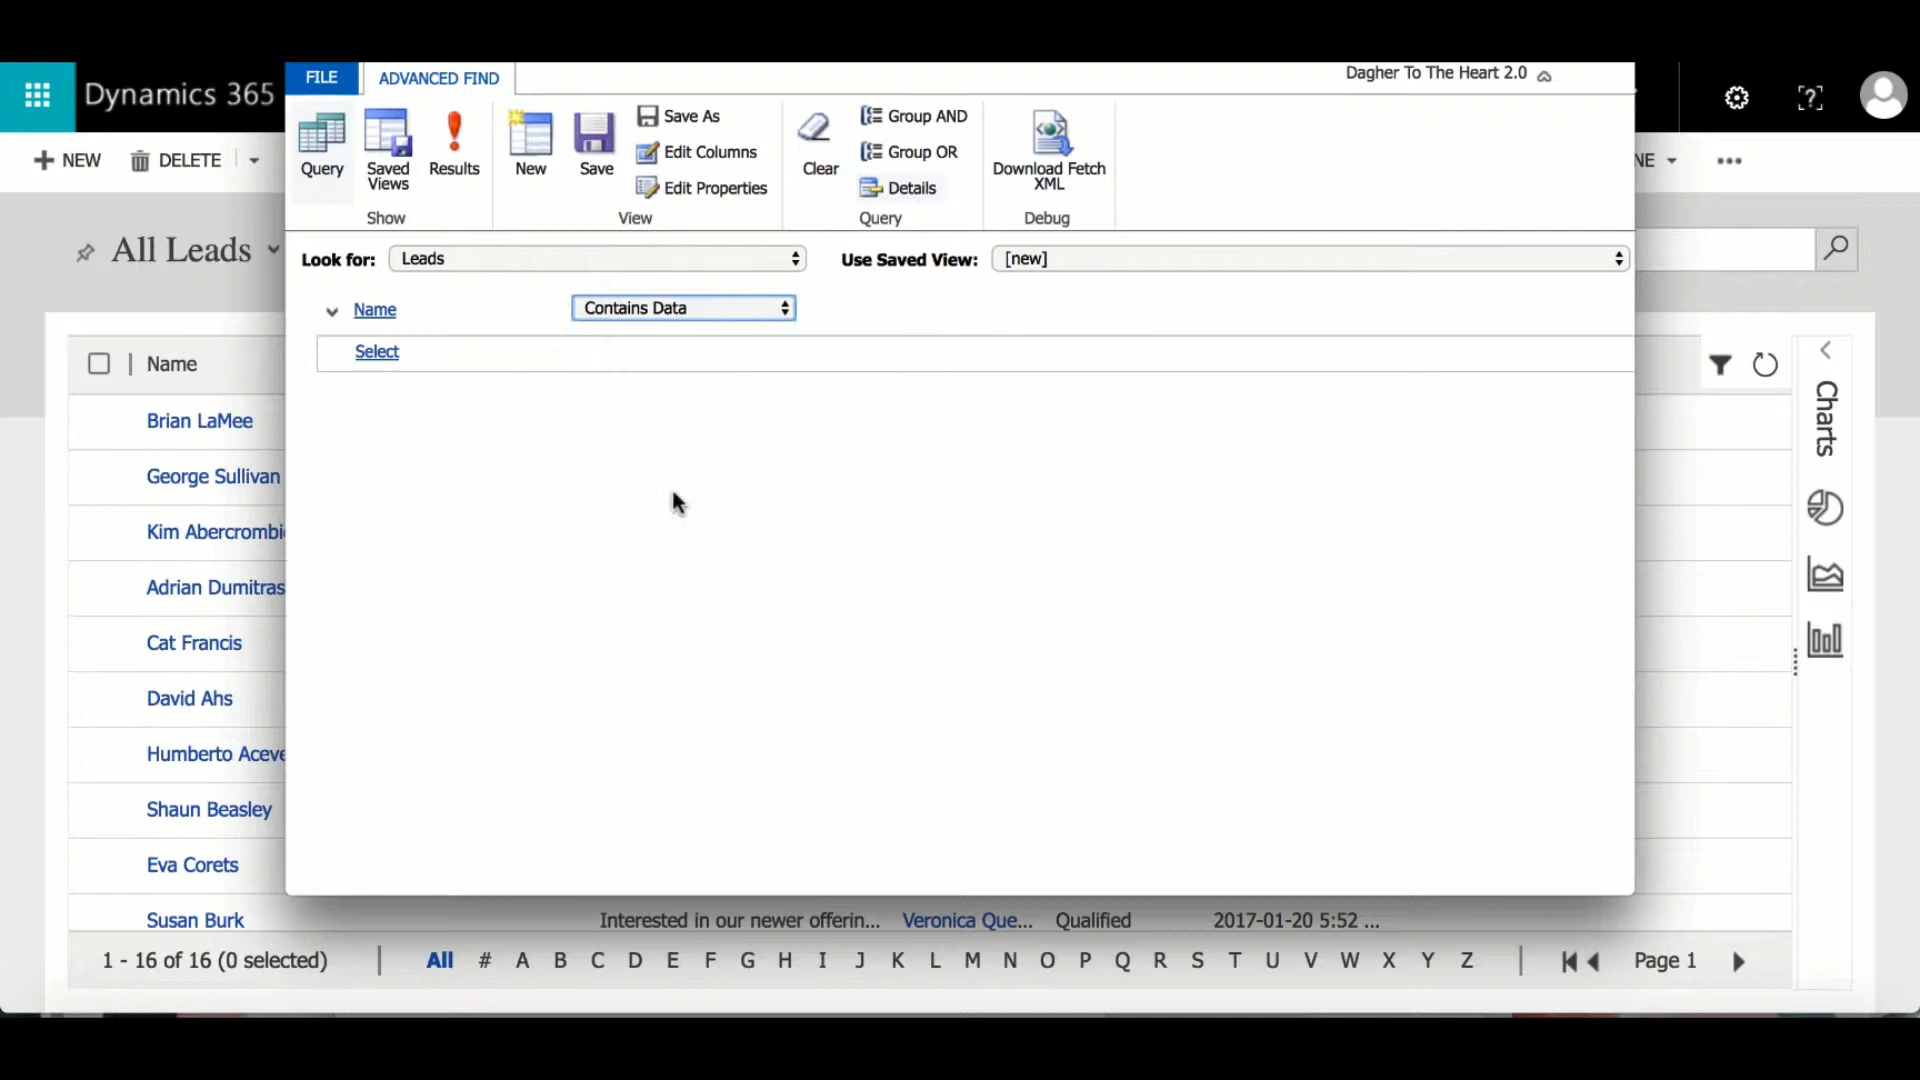 Dynamics 365
FILE
ADVANCED FIND
Dagher To The Heart 2.0
NEW
DELETE
Query
Saved Views
Results
Show
New
Save
Save As
Edit Columns
Edit Properties
View
Clear
Group AND
Group OR
Details
Query
Download Fetch XML
Debug
NE
All Leads
Look for:
Leads
Use Saved View:
[new]
Name
Contains Data
Select
Name
Brian LaMee
George Sullivan
Kim Abercrombi
Adrian Dumitras
Cat Francis
David Ahs
Humberto Aceve
Shaun Beasley
Eva Corets
Susan Burk
Interested in our newer offerin...
Veronica Que...
Qualified
2017-01-20 5:52 ...
Charts
1 - 16 of 16 (0 selected)
All # A B C D E F G H I J K L M N O P Q R S T U V W X Y Z
Page 1